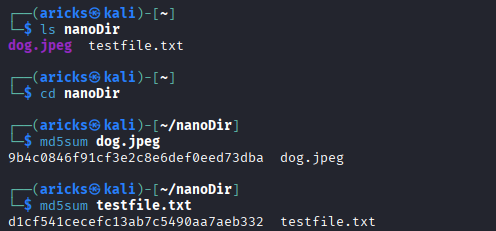 ┌──(aricks㉿kali)-[~]
└─$ ls nanoDir
dog.jpeg  testfile.txt
┌──(aricks㉿kali)-[~]
└─$ cd nanoDir
┌──(aricks㉿kali)-[~/nanoDir]
└─$ md5sum dog.jpeg
9b4c0846f91cf3e2c8e6def0eed73dba  dog.jpeg
┌──(aricks㉿kali)-[~/nanoDir]
└─$ md5sum testfile.txt
d1cf541cecefc13ab7c5490aa7aeb332  testfile.txt